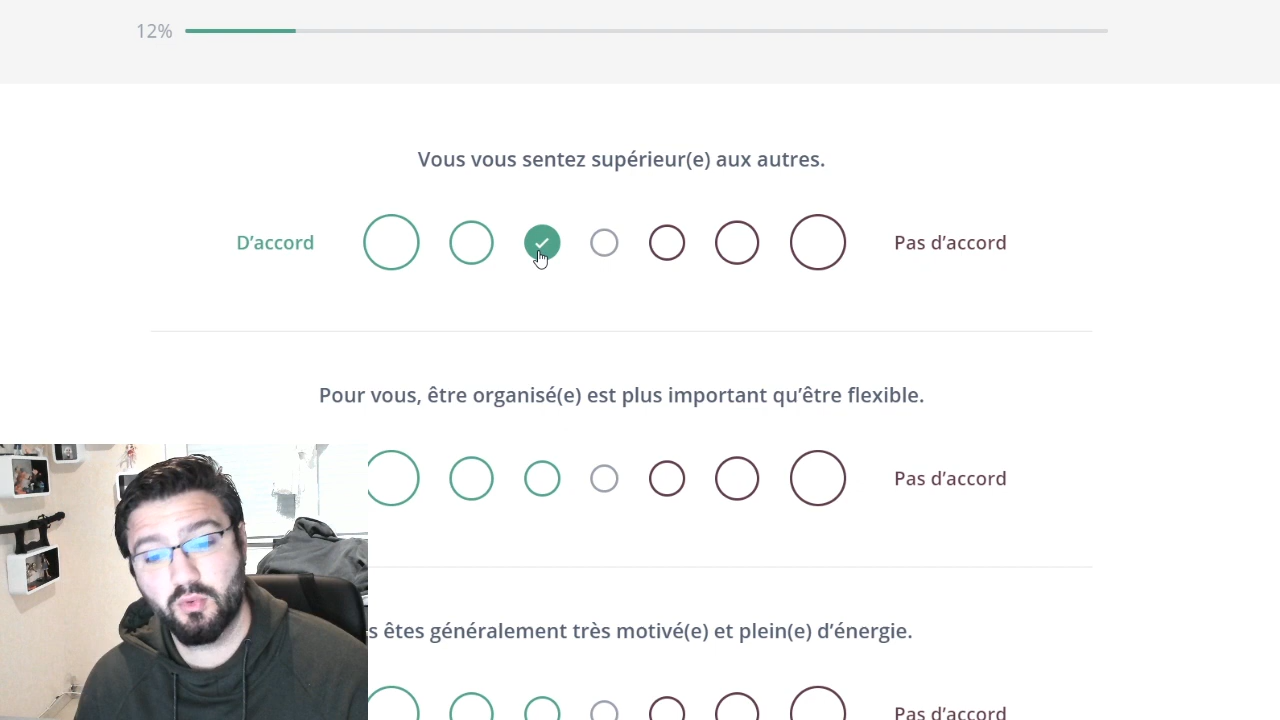 12%
Vous vous sentez supérieur(e) aux autres.
D'accord Pas d'accord
Pour vous, être organisé(e) est plus important qu'être flexible.
Pas d'accord
s êtes généralement très motivé(e) et plein(e) d'énergie.
Pas d'accord